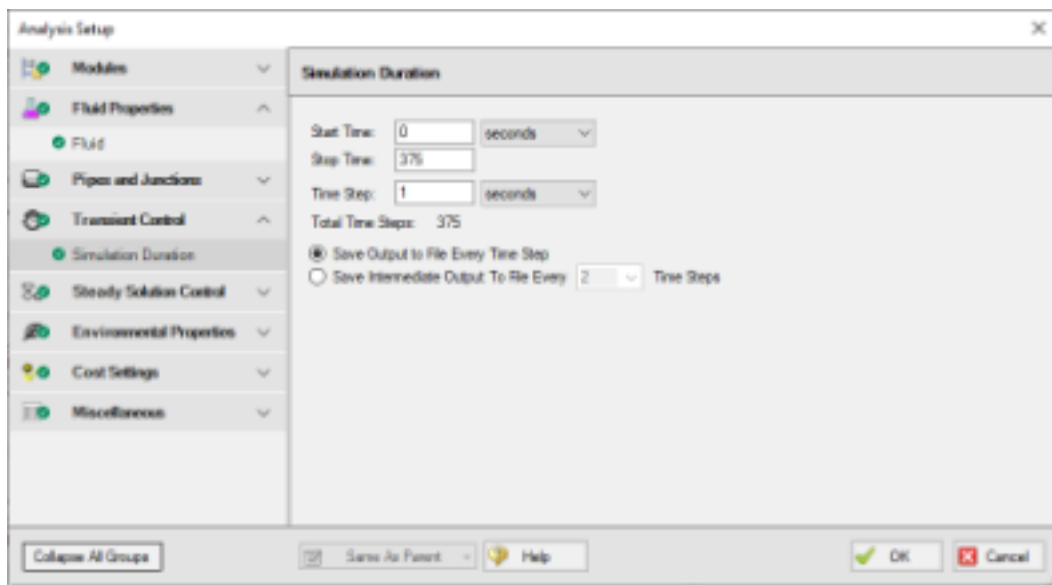 Analysis Setup
Modules
Fluid Properties
Fluid
Pipes and Junctions
Transient Control
Simulation Duration
Steady Solution Control
Environmental Properties
Cost Settings
Miscellaneous
Simulation Duration
Start Time: 0 seconds
Stop Time: 375
Time Step: 1 seconds
Total Time Steps: 375
Save Output to File Every Time Step
Save Intermediate Output To File Every 2 Time Steps
Collapse All Groups
Same As Parent
Help
OK
Cancel